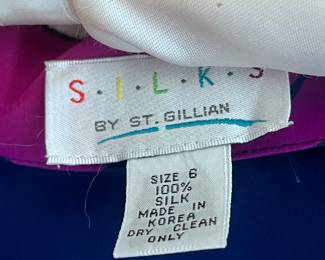 S·I·L·K·S
BY ST. GILLIAN
SIZE 6
100%
SILK
MADE IN
KOREA
DRY CLEAN
ONLY